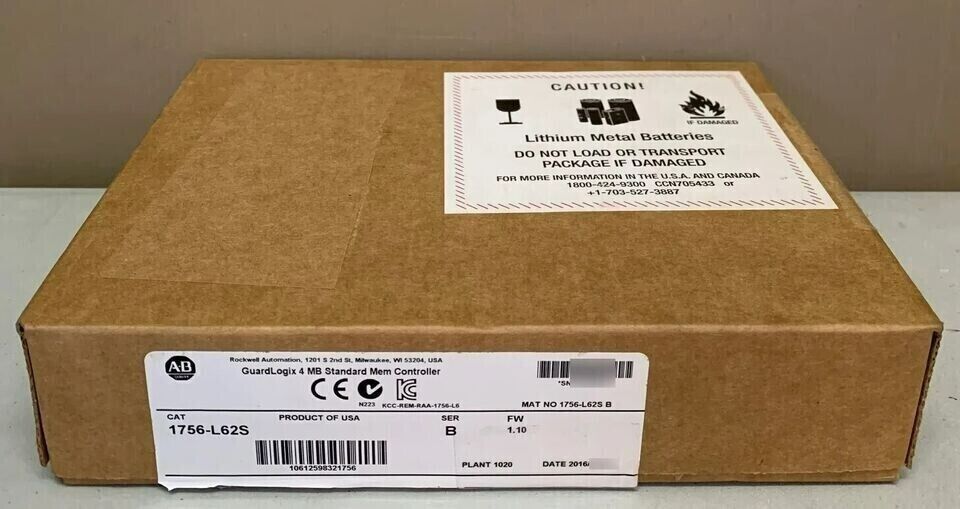 CAUTION!
IF DAMAGED
Lithium Metal Batteries
DO NOT LOAD OR TRANSPORT
PACKAGE IF DAMAGED
FOR MORE INFORMATION IN THE U.S.A. AND CANADA
1800-424-9300 CCN705433 or
+1-703-527-3887
AB
Rockwell Automation, 1201 S 2nd St, Milwaukee, WI 53204, USA
GuardLogix 4 MB Standard Mem Controller
CE
N223 KCC-REM-RAA-1756-L6
*SN
MAT NO 1756-L62S B
CAT PRODUCT OF USA SER FW
1756-L62S B 1.10
10612598321756
PLANT 1020 DATE 2016/